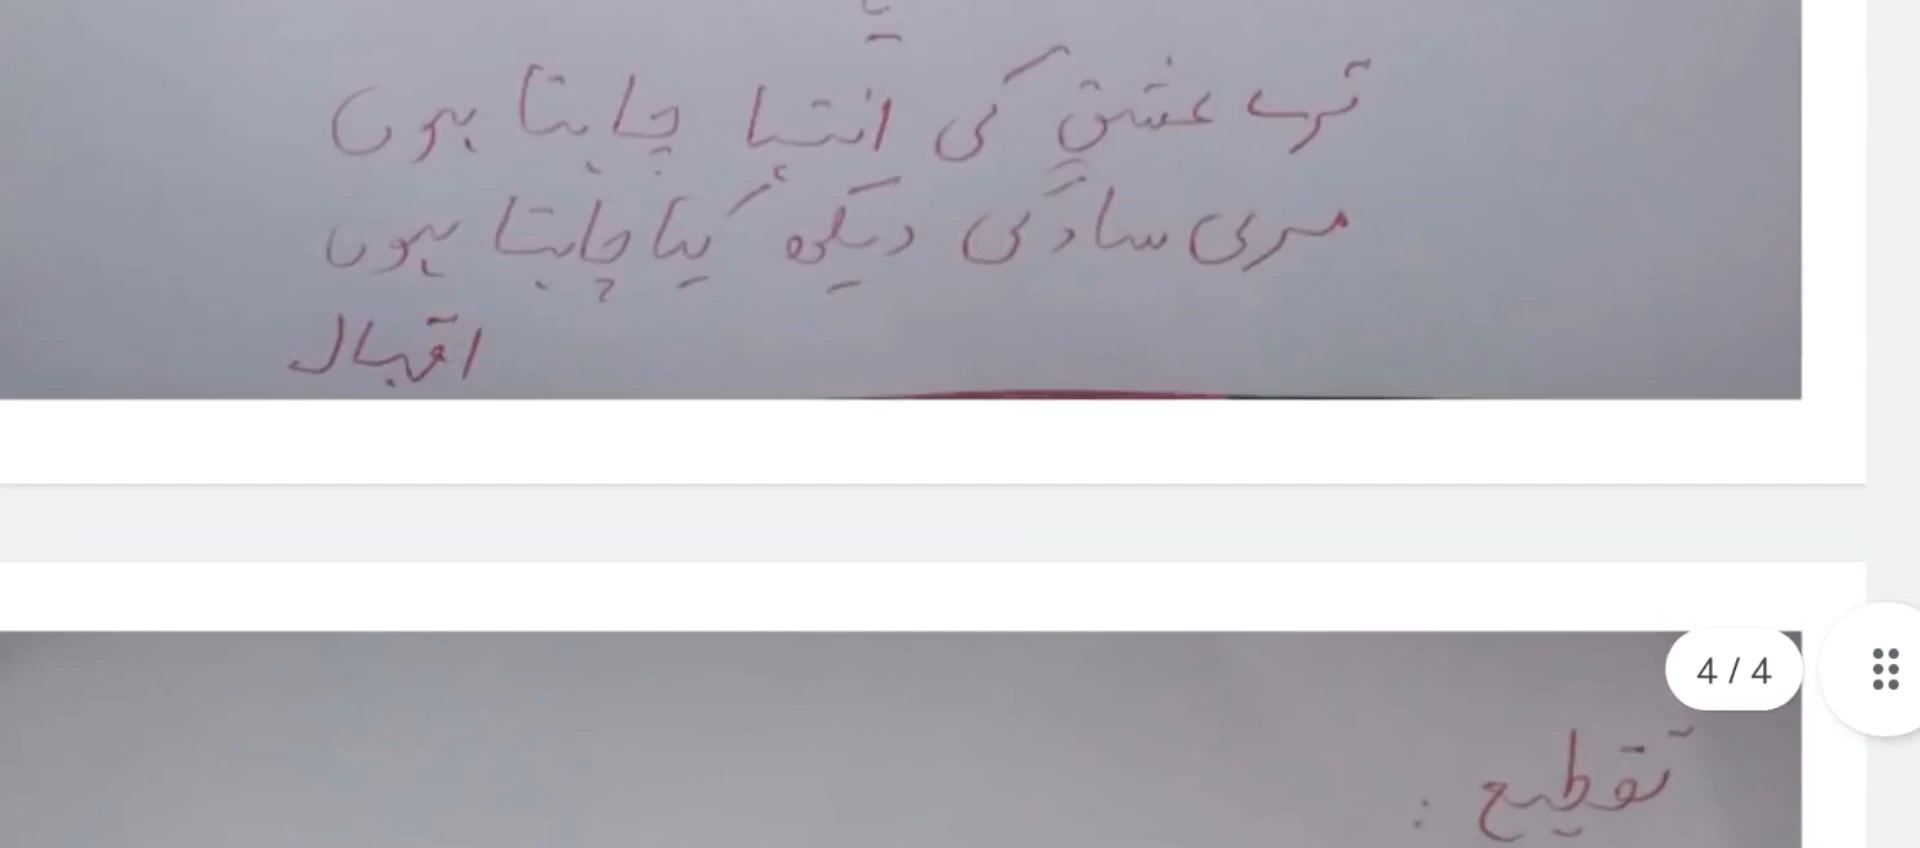 ترے عشق کی انتہا چاہتا ہوں
مری سادگی دیکھ کیا چاہتا ہوں
اقبال
4 / 4
تقطیع :